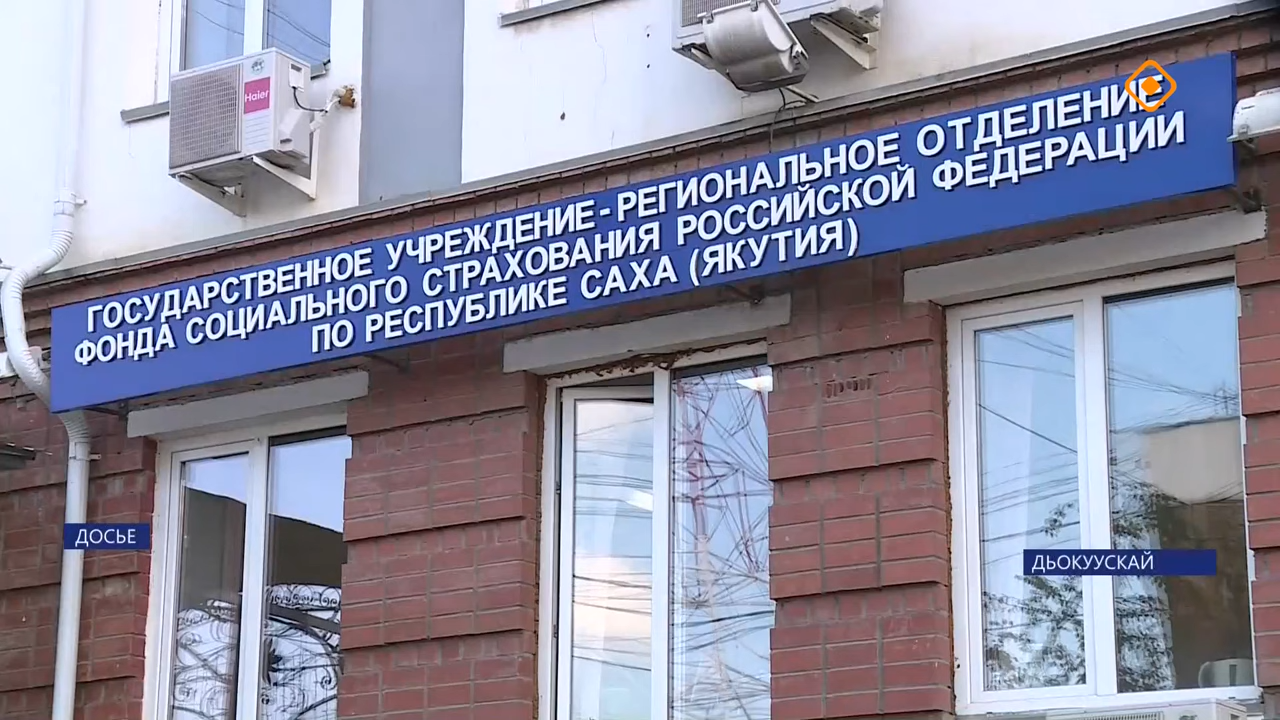 Haier
ГОСУДАРСТВЕННОЕ УЧРЕЖДЕНИЕ - РЕГИОНАЛЬНОЕ ОТДЕЛЕНИЕ
ФОНДА СОЦИАЛЬНОГО СТРАХОВАНИЯ РОССИЙСКОЙ ФЕДЕРАЦИИ
ПО РЕСПУБЛИКЕ САХА (ЯКУТИЯ)
ДОСЬЕ
ДЬОКУУСКАЙ